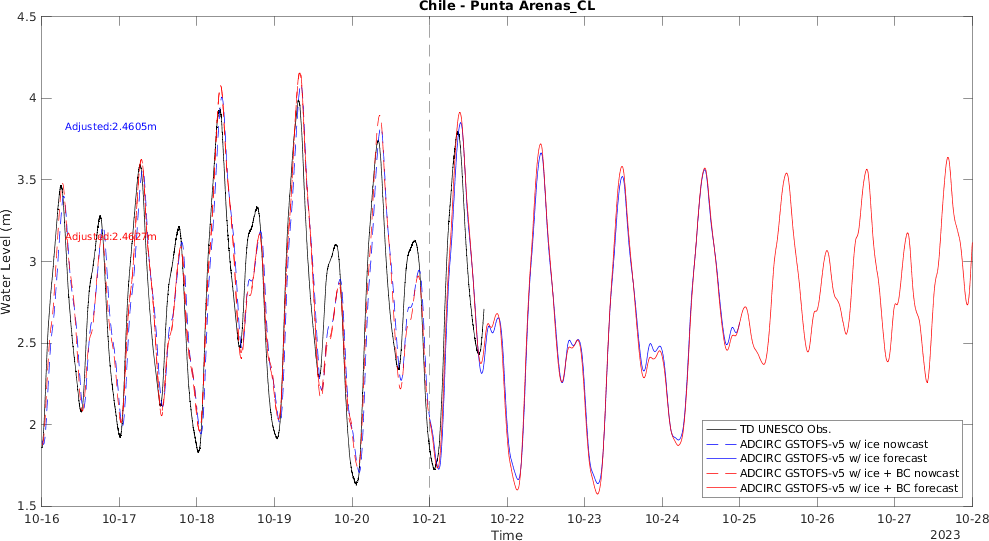 Chile - Punta Arenas_CL
4.5
4
3.5
3
2.5
2
1.5
Water Level (m)
Adjusted:2.4605m
Adjusted:2.4627m
TD UNESCO Obs.
ADCIRC GSTOFS-v5 w/ ice nowcast
ADCIRC GSTOFS-v5 w/ ice forecast
ADCIRC GSTOFS-v5 w/ ice + BC nowcast
ADCIRC GSTOFS-v5 w/ ice + BC forecast
10-16 10-17 10-18 10-19 10-20 10-21 10-22 10-23 10-24 10-25 10-26 10-27 10-28
Time
2023